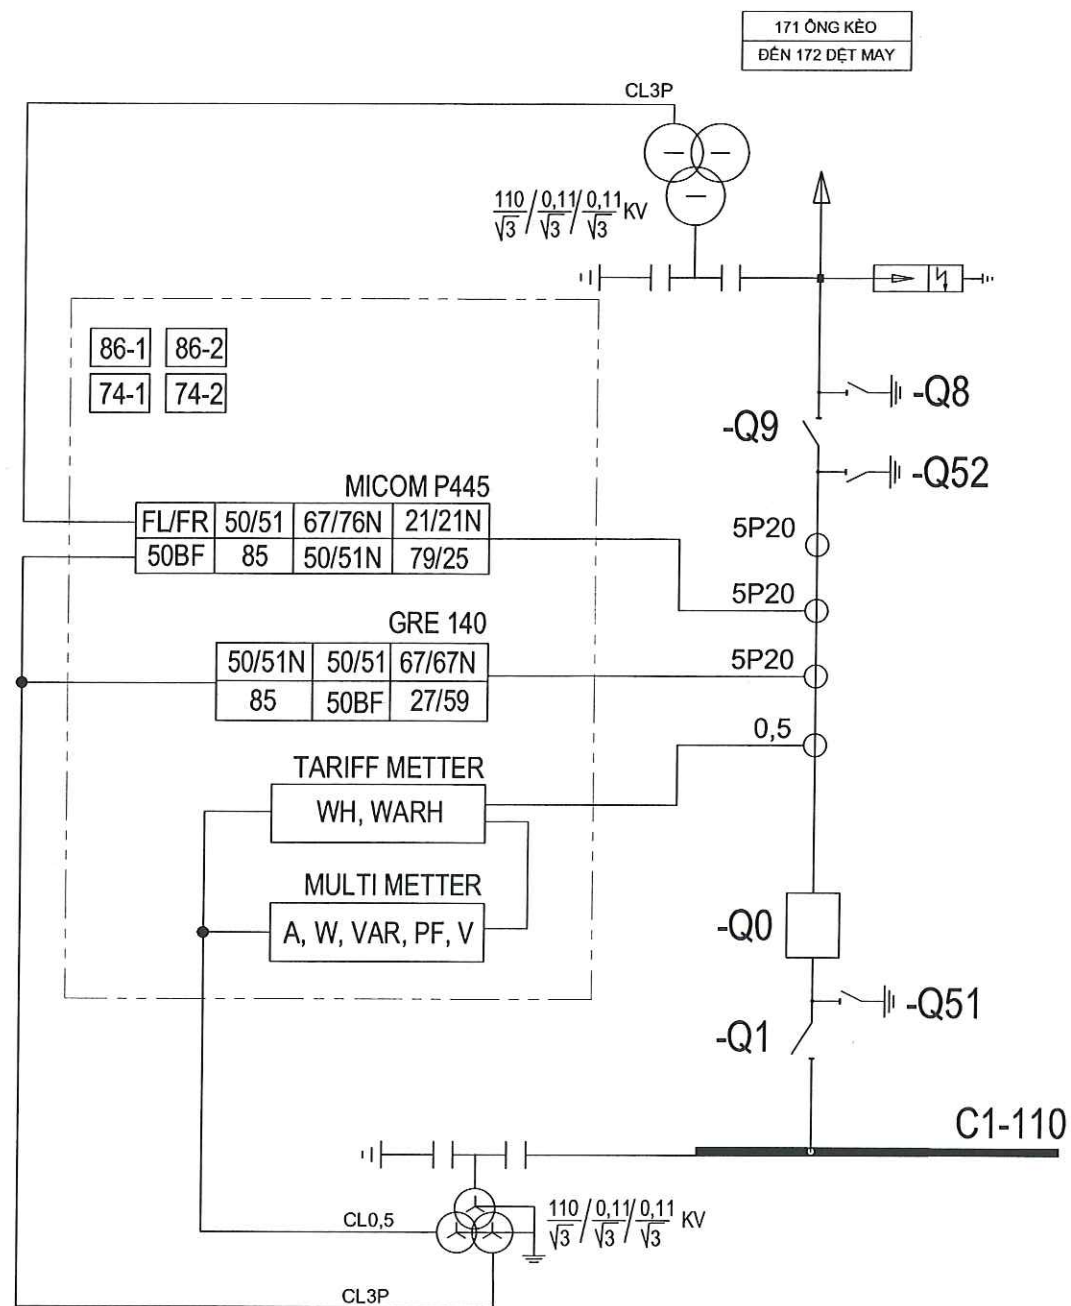 171 ÔNG KÈO
ĐẾN 172 DỆT MAY
CL3P
110/√3 / 0,11/√3 / 0,11/√3 KV
86-1 86-2
74-1 74-2
-Q8
-Q9
-Q52
MICOM P445
FL/FR 50/51 67/76N 21/21N
50BF 85 50/51N 79/25
5P20
5P20
GRE 140
50/51N 50/51 67/67N
85 50BF 27/59
5P20
0,5
TARIFF METTER
WH, WARH
MULTI METTER
A, W, VAR, PF, V
-Q0
-Q51
-Q1
C1-110
CL0,5
110/√3 / 0,11/√3 / 0,11/√3 KV
CL3P